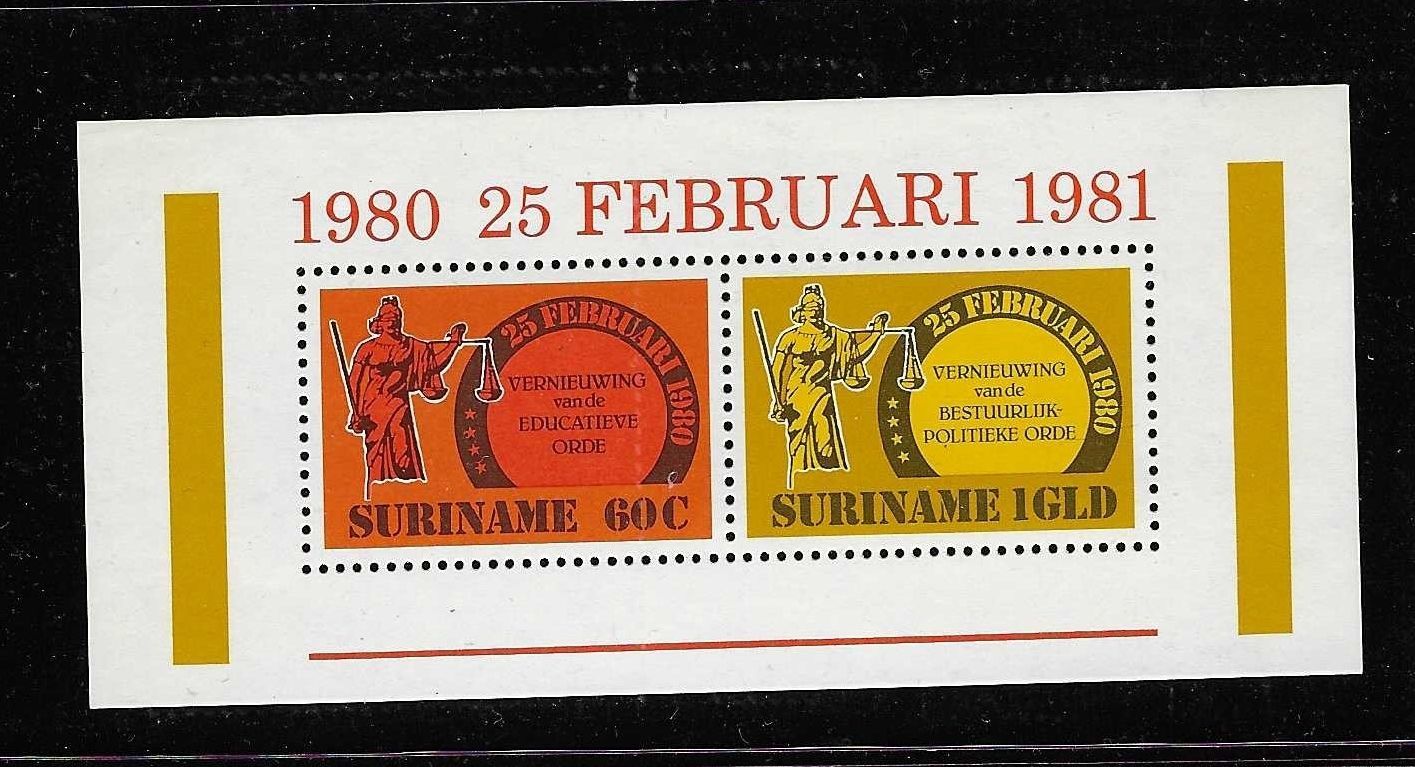 1980 25 FEBRUARI 1981
25 FEBRUARI 1980
VERNIEUWING
van de
EDUCATIEVE
ORDE
SURINAME 60C
25 FEBRUARI 1980
VERNIEUWING
van de
BESTUURLIJK-
POLITIEKE ORDE
SURINAME 1GLD